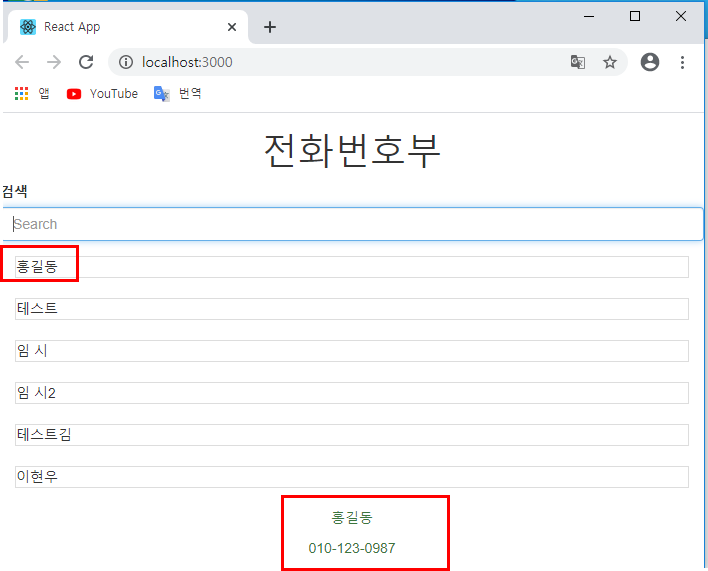 React App
localhost:3000
앱 YouTube 번역
전화번호부
검색
Search
홍길동
테스트
임 시
임 시2
테스트김
이현우
홍길동
010-123-0987